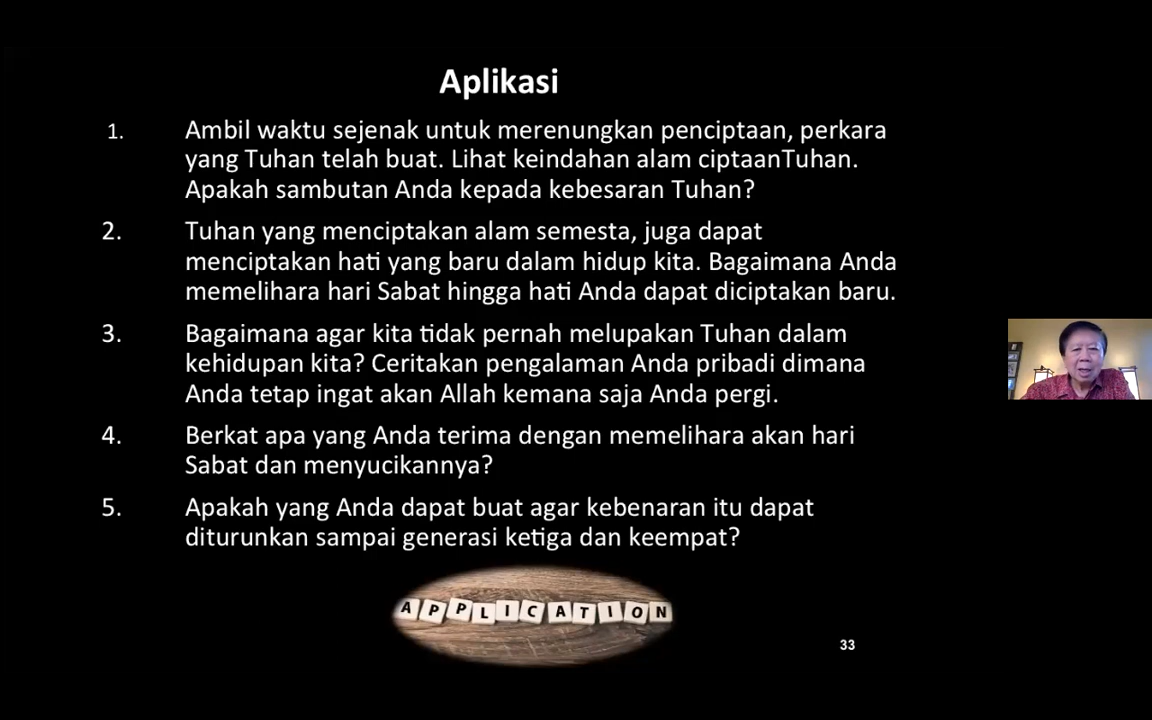 Aplikasi
1. Ambil waktu sejenak untuk merenungkan penciptaan, perkara
yang Tuhan telah buat. Lihat keindahan alam ciptaanTuhan.
Apakah sambutan Anda kepada kebesaran Tuhan?
2. Tuhan yang menciptakan alam semesta, juga dapat
menciptakan hati yang baru dalam hidup kita. Bagaimana Anda
memelihara hari Sabat hingga hati Anda dapat diciptakan baru.
3. Bagaimana agar kita tidak pernah melupakan Tuhan dalam
kehidupan kita? Ceritakan pengalaman Anda pribadi dimana
Anda tetap ingat akan Allah kemana saja Anda pergi.
4. Berkat apa yang Anda terima dengan memelihara akan hari
Sabat dan menyucikannya?
5. Apakah yang Anda dapat buat agar kebenaran itu dapat
diturunkan sampai generasi ketiga dan keempat?
APPLICATION
33